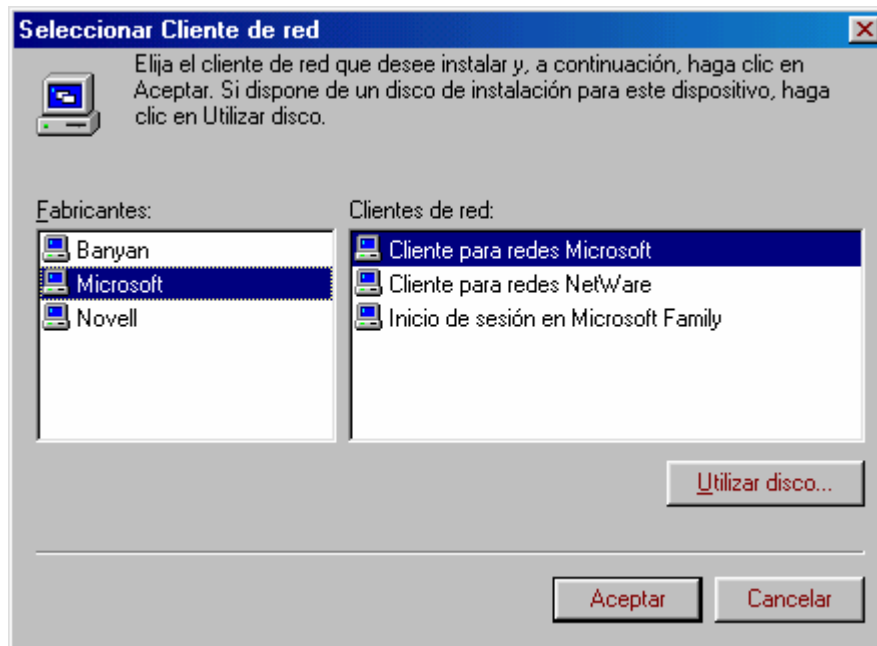 Seleccionar Cliente de red
Elija el cliente de red que desee instalar y, a continuación, haga clic en
Aceptar. Si dispone de un disco de instalación para este dispositivo, haga
clic en Utilizar disco.
Fabricantes:
Banyan
Microsoft
Novell
Clientes de red:
Cliente para redes Microsoft
Cliente para redes NetWare
Inicio de sesión en Microsoft Family
Utilizar disco...
Aceptar
Cancelar